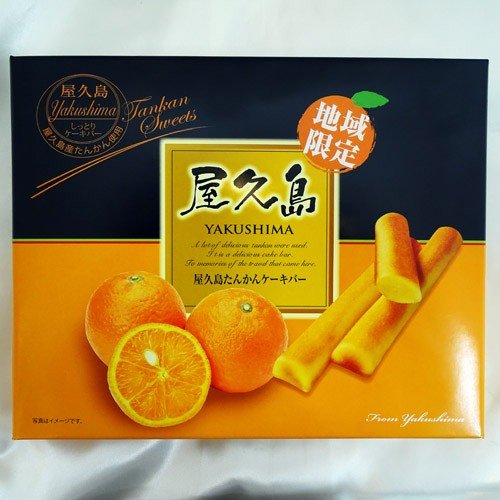 屋久島
Yakushima
しっとり
ケーキバー
屋久島産たんかん使用
Tankan
Sweets
地域
限定
屋久島
YAKUSHIMA
A lot of delicious tankan were used.
It is a delicious cake bar.
To memories of the travel that came here.
屋久島たんかんケーキバー
写真はイメージです。
From Yakushima